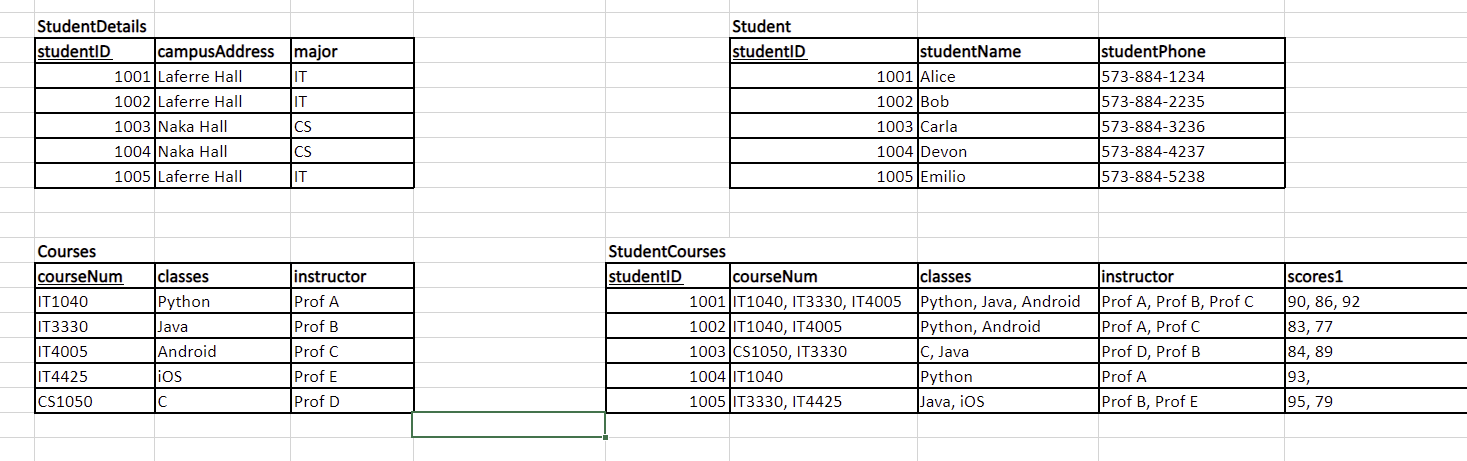 StudentDetails Student
studentID campusAddress major studentID studentName studentPhone
1001 Laferre Hall IT 1001 Alice 573-884-1234
1002 Laferre Hall IT 1002 Bob 573-884-2235
1003 Naka Hall CS 1003 Carla 573-884-3236
1004 Naka Hall CS 1004 Devon 573-884-4237
1005 Laferre Hall IT 1005 Emilio 573-884-5238
Courses StudentCourses
courseNum classes instructor studentID courseNum classes instructor scores1
IT1040 Python Prof A 1001 IT1040, IT3330, IT4005 Python, Java, Android Prof A, Prof B, Prof C 90, 86, 92
IT3330 Java Prof B 1002 IT1040, IT4005 Python, Android Prof A, Prof C 83, 77
IT4005 Android Prof C 1003 CS1050, IT3330 C, Java Prof D, Prof B 84, 89
IT4425 iOS Prof E 1004 IT1040 Python Prof A 93,
CS1050 C Prof D 1005 IT3330, IT4425 Java, iOS Prof B, Prof E 95, 79